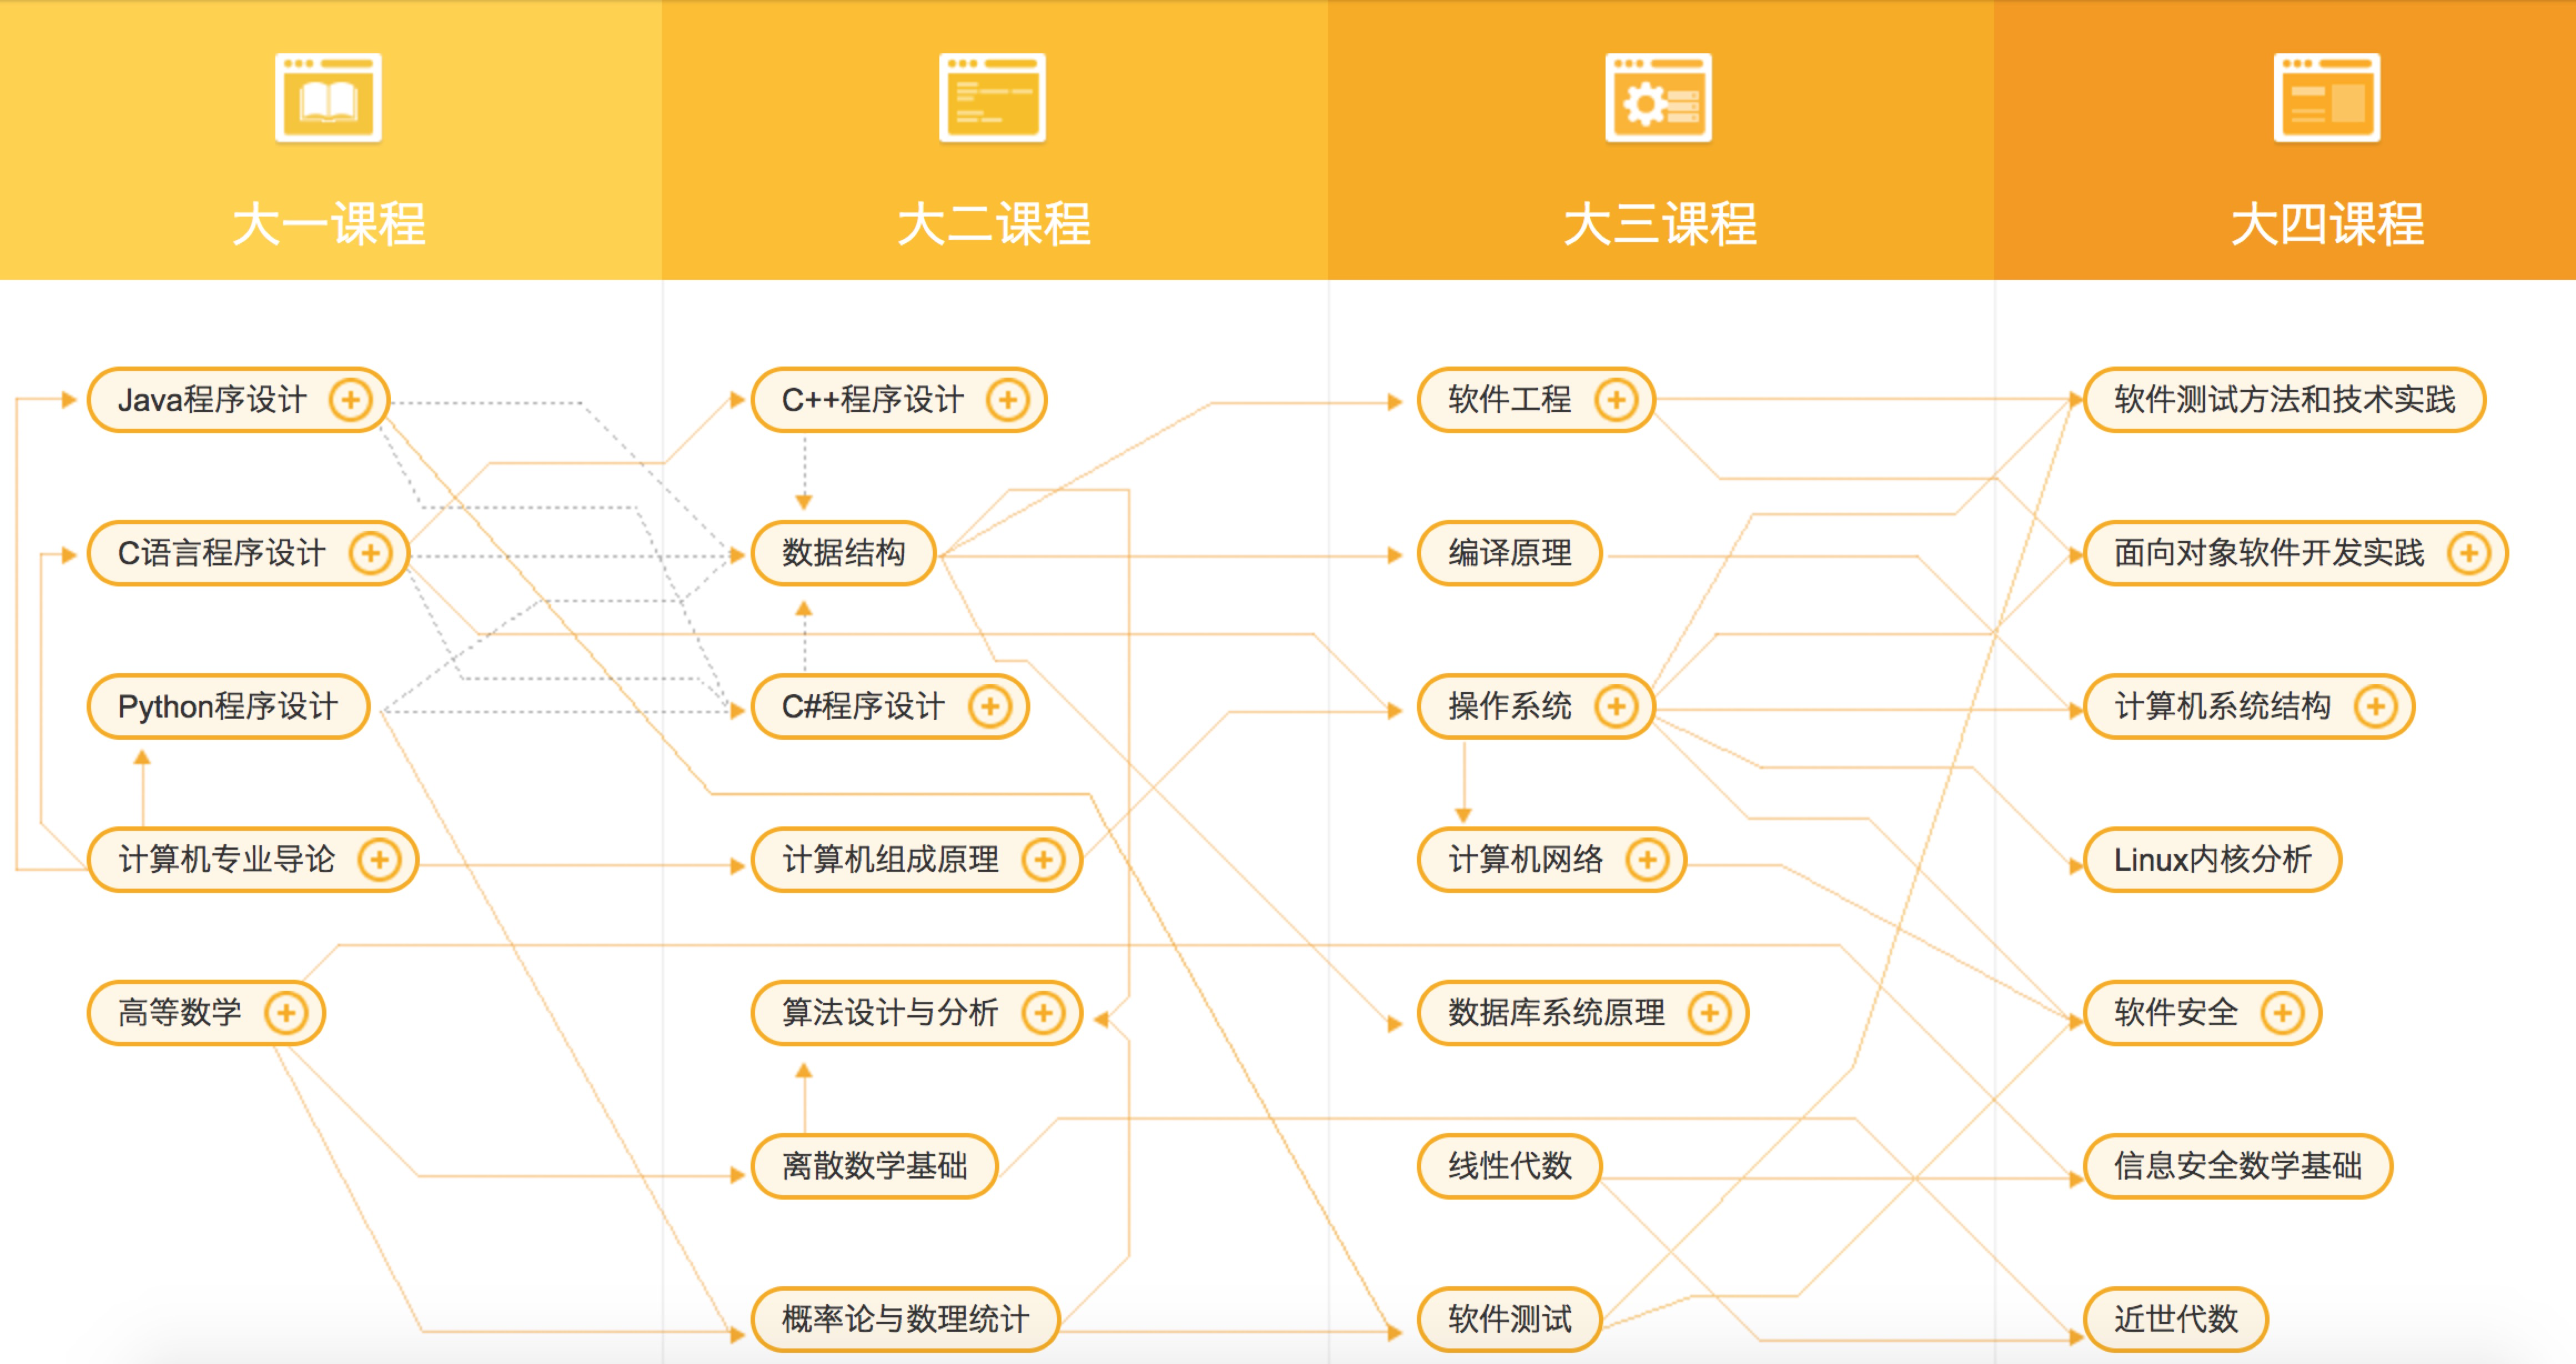 大一课程
大二课程
大三课程
大四课程
Java程序设计
C++程序设计
软件工程
软件测试方法和技术实践
C语言程序设计
数据结构
编译原理
面向对象软件开发实践
Python程序设计
C#程序设计
操作系统
计算机系统结构
计算机专业导论
计算机组成原理
计算机网络
Linux内核分析
高等数学
算法设计与分析
数据库系统原理
软件安全
离散数学基础
线性代数
信息安全数学基础
概率论与数理统计
软件测试
近世代数